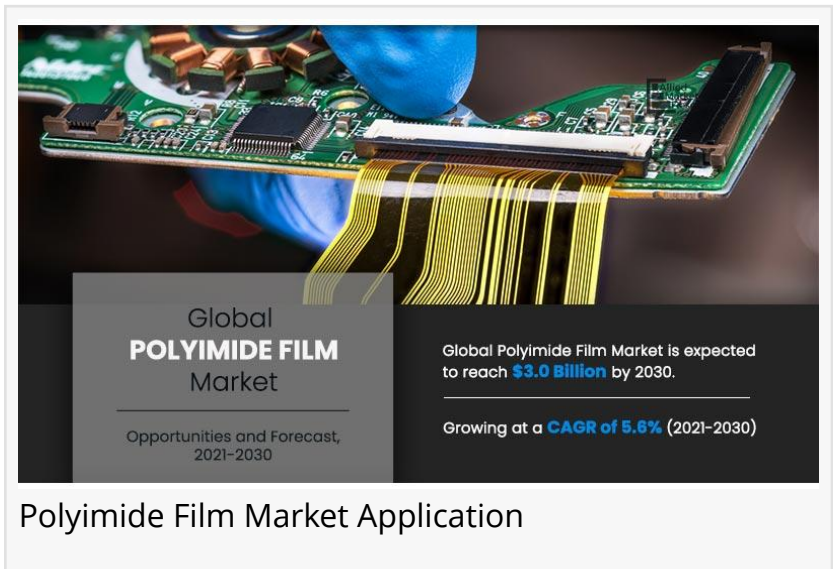 Global
POLYIMIDE FILM
Market
Opportunities and Forecast,
2021-2030
Global Polyimide Film Market is expected
to reach $3.0 Billion by 2030.
Growing at a CAGR of 5.6% (2021-2030)
Polyimide Film Market Application